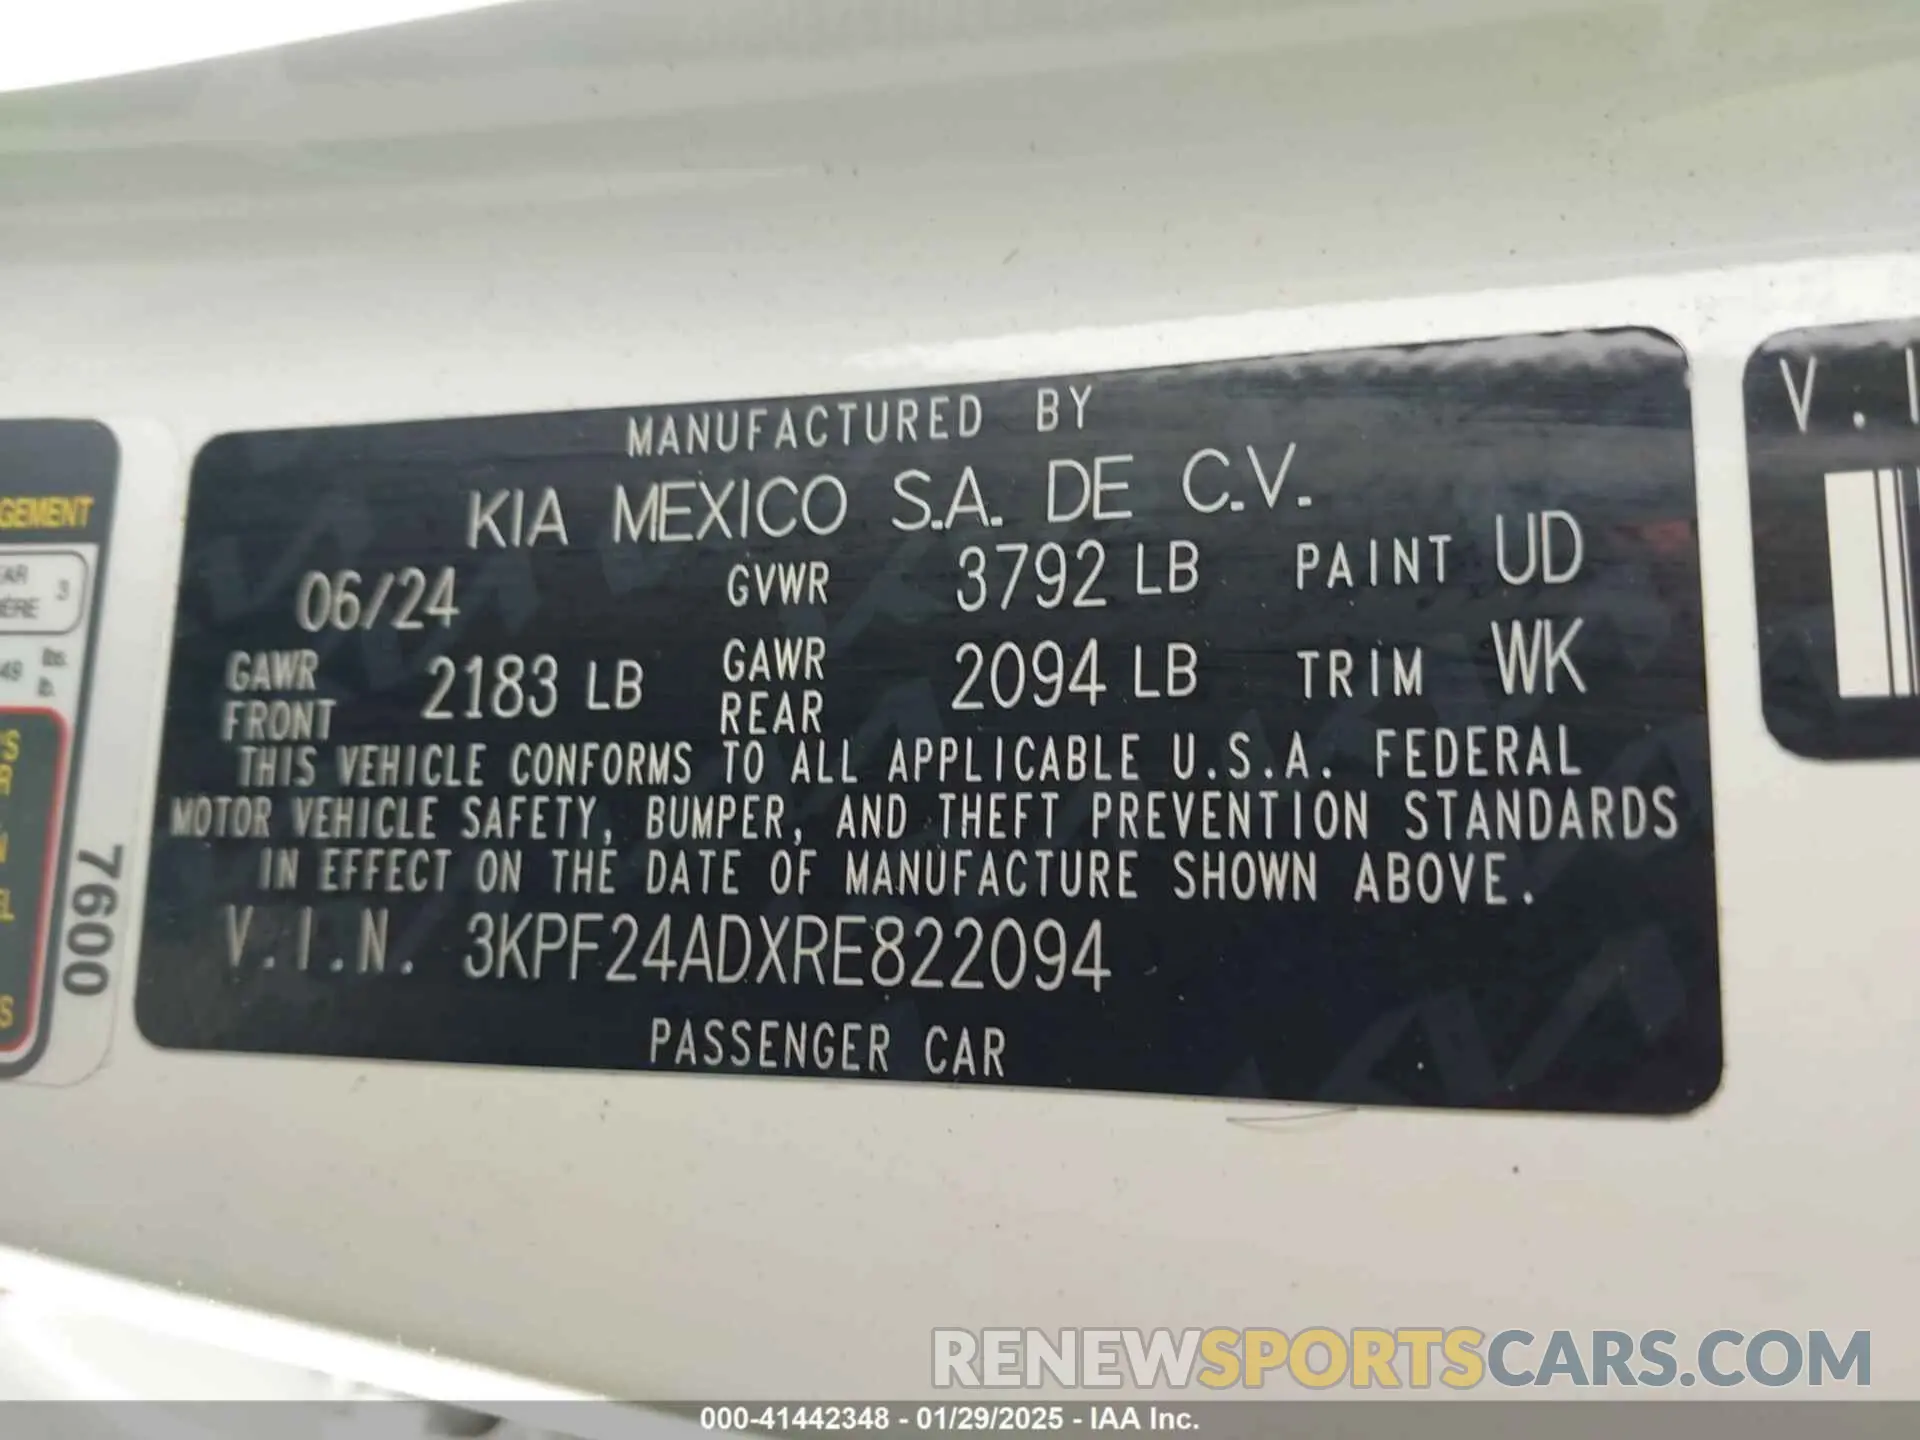 MANUFACTURED BY
KIA MEXICO S.A. DE C.V.
06/24 GVWR 3792 LB PAINT UD
GAWR FRONT 2183 LB GAWR REAR 2094 LB TRIM WK
THIS VEHICLE CONFORMS TO ALL APPLICABLE U.S.A. FEDERAL
MOTOR VEHICLE SAFETY, BUMPER, AND THEFT PREVENTION STANDARDS
IN EFFECT ON THE DATE OF MANUFACTURE SHOWN ABOVE.
V.I.N. 3KPF24ADXRE822094
PASSENGER CAR
7600
3
lbs.
lb.
V.I
RENEWSPORTSCARS.COM
000-41442348 - 01/29/2025 - IAA Inc.